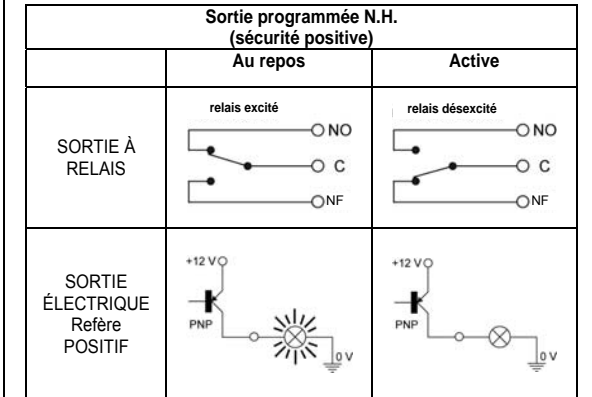 Sortie programmée N.H.
(sécurité positive)
Au repos
Active
SORTIE À
RELAIS
relais excité
NO
C
NF
relais désexcité
NO
C
NF
SORTIE
ÉLECTRIQUE
Refère
POSITIF
+12 V
PNP
0 V
+12 V
PNP
0 V